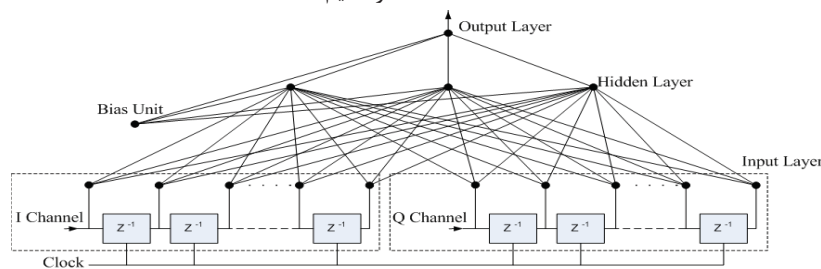 Output Layer
Hidden Layer
Bias Unit
Input Layer
I Channel
Z -1
Z -1
Z -1
Q Channel
Z -1
Z -1
Z -1
Clock